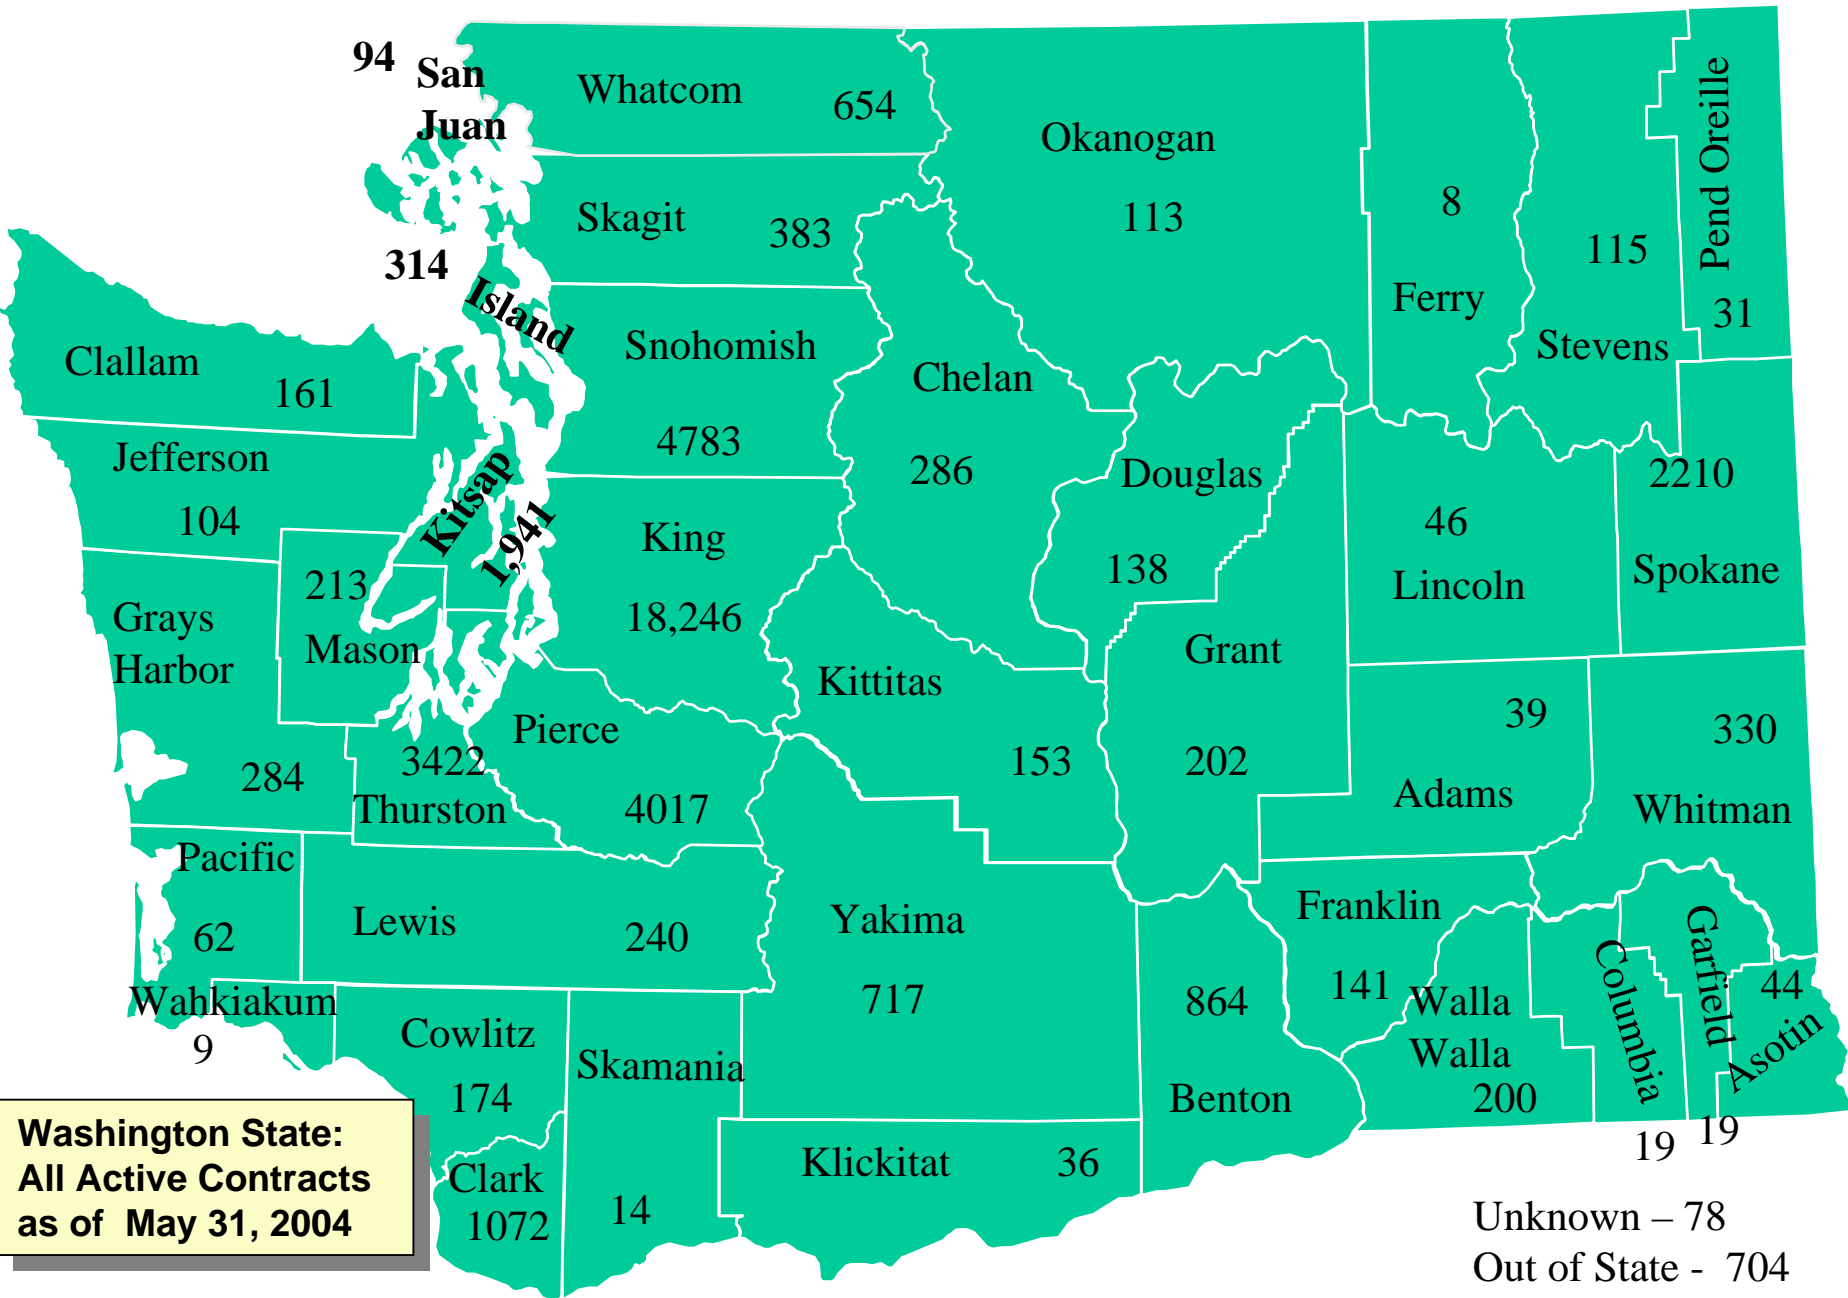 94 San
Juan
Whatcom 654
Okanogan
113
8
Ferry
115
Stevens
Pend Oreille
31
Skagit 383
314
Island
Clallam 161
Snohomish
4783
Chelan
286
Jefferson
104
Kitsap
1,941
Douglas
138
46
Lincoln
2210
Spokane
King
18,246
213
Mason
Grays
Harbor
284
Kittitas
153
Grant
202
39
Adams
330
Whitman
Pierce
4017
3422
Thurston
Pacific
62
Lewis 240
Yakima
717
864
Benton
Franklin
141
Walla
Walla
200
Columbia
19
Garfield
19
44
Asotin
Wahkiakum
9
Cowlitz
174
Skamania
14
Clark
1072
Klickitat 36
Washington State:
All Active Contracts
as of May 31, 2004
Unknown – 78
Out of State - 704